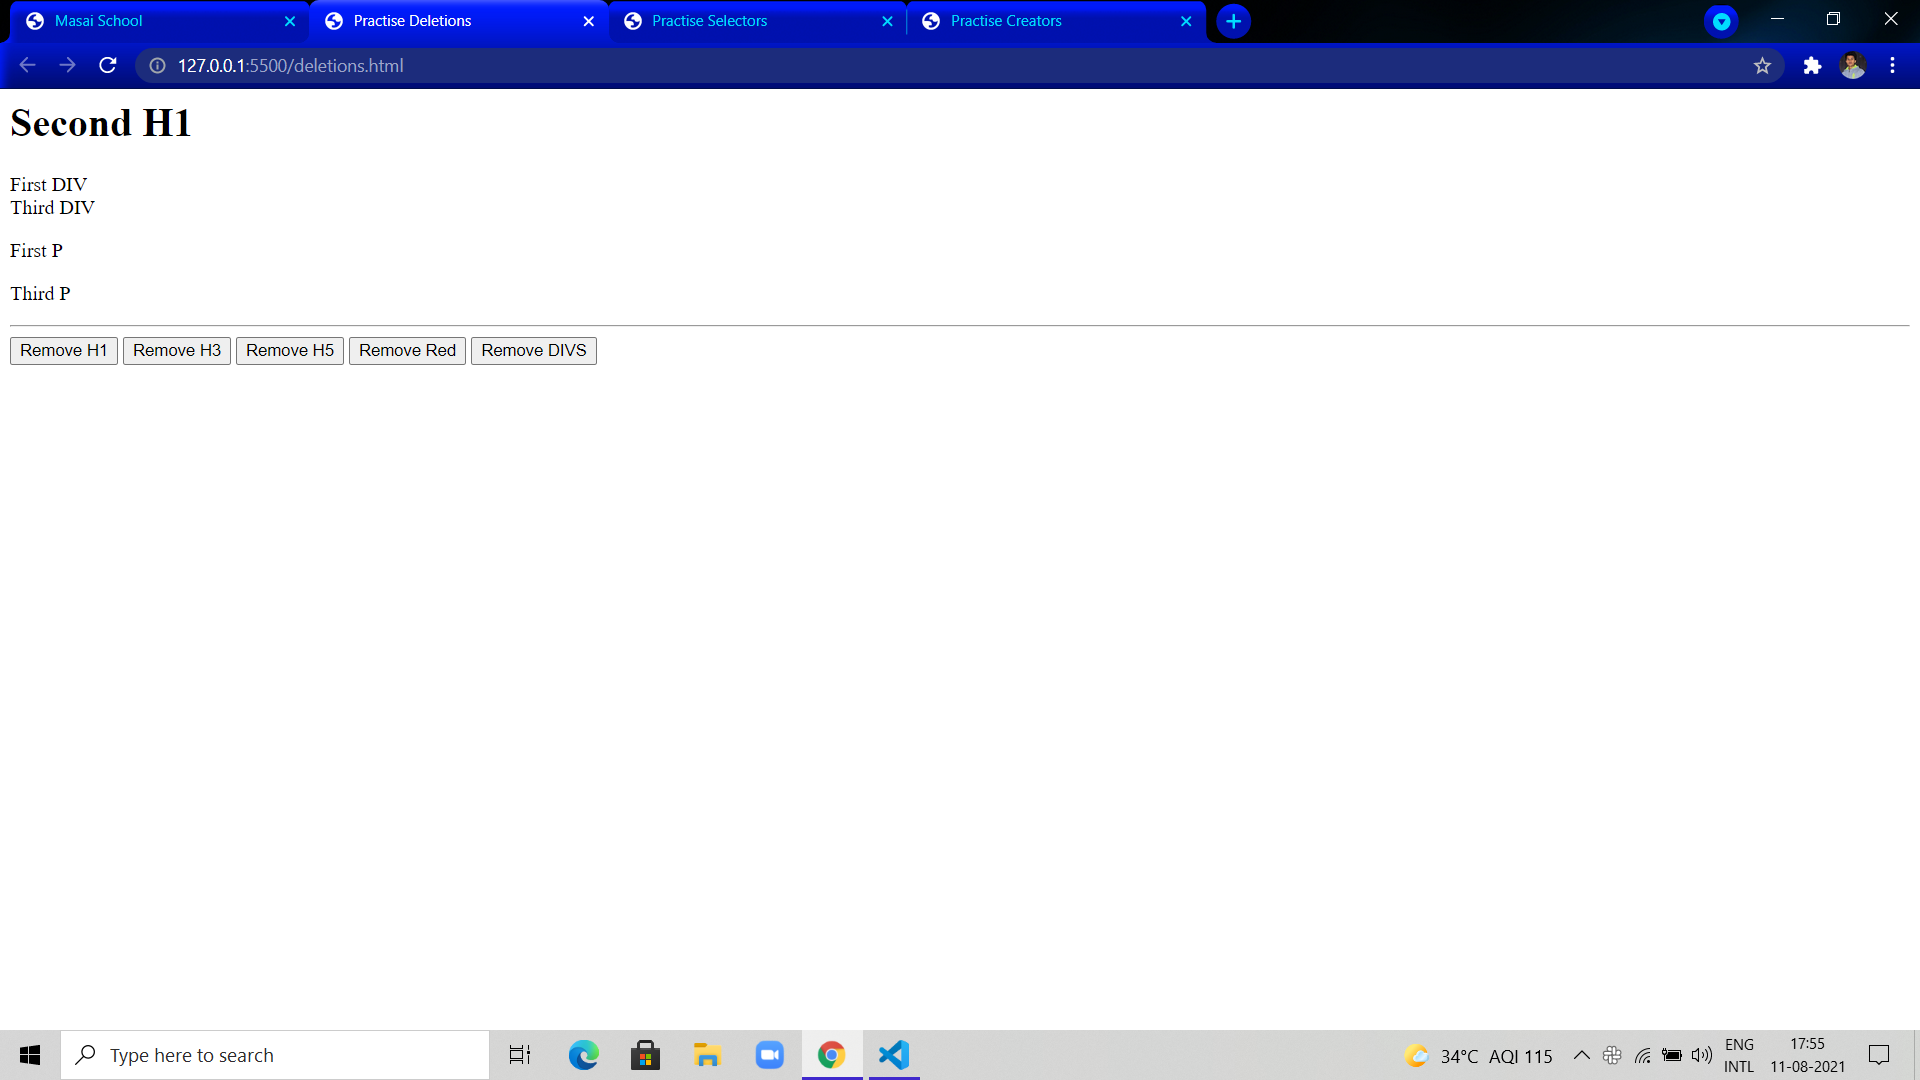 Masai School
Practise Deletions
Practise Selectors
Practise Creators
127.0.0.1:5500/deletions.html
Second H1
First DIV
Third DIV
First P
Third P
Remove H1 Remove H3 Remove H5 Remove Red Remove DIVS
Type here to search
34°C AQI 115
ENG
INTL
17:55
11-08-2021